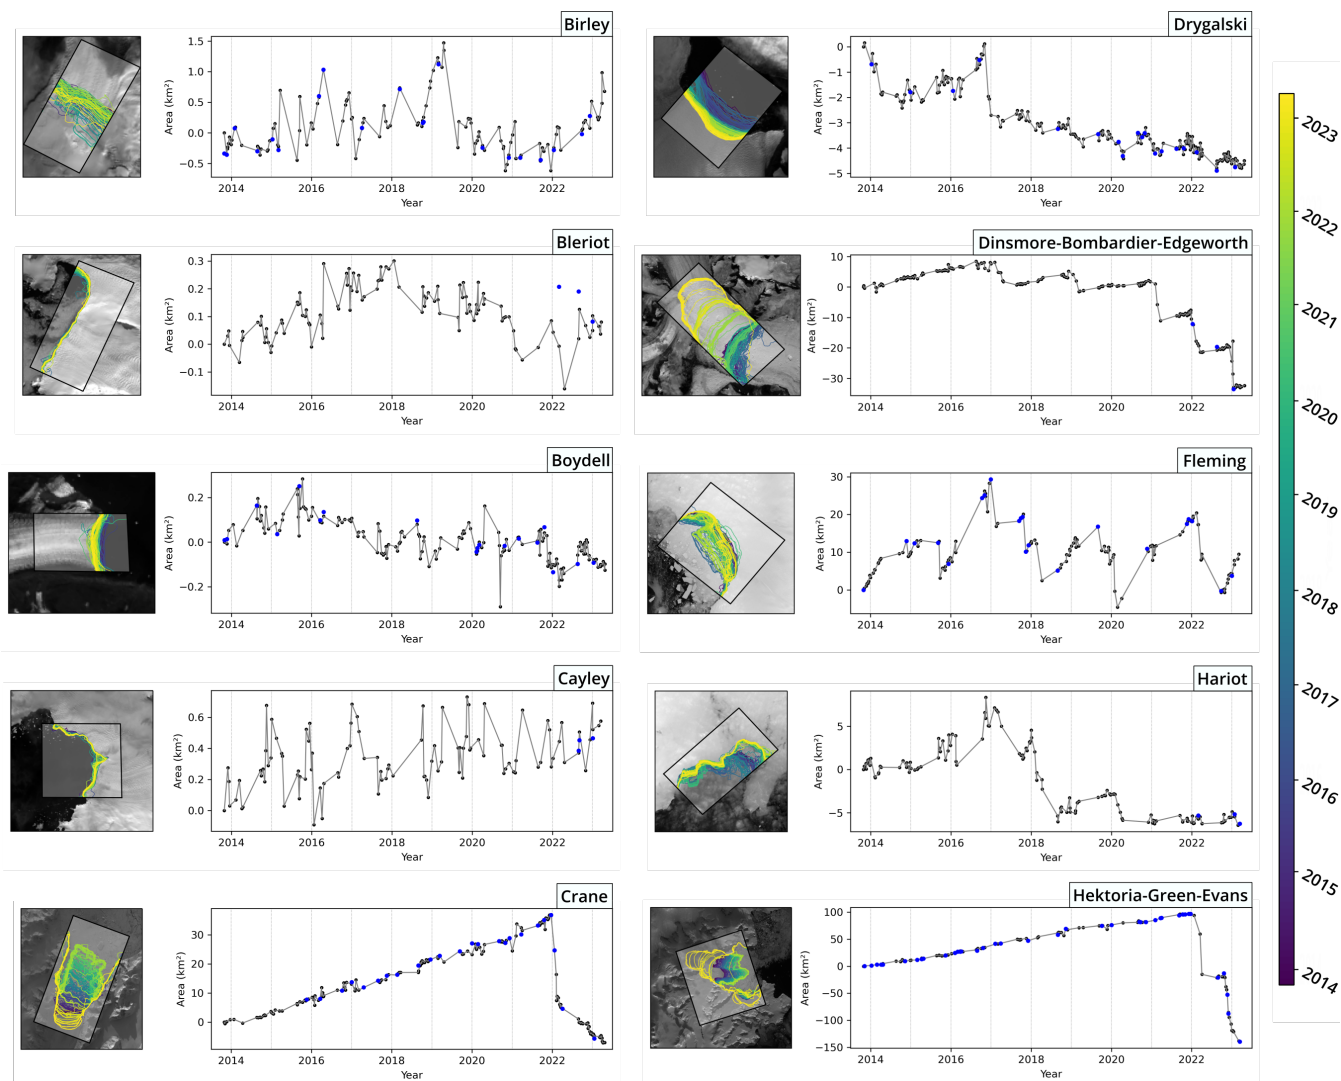 Birley
Area (km²)
1.5
1.0
0.5
0.0
−0.5
2014 2016 2018 2020 2022
Year
Drygalski
Area (km²)
0
−1
−2
−3
−4
−5
2014 2016 2018 2020 2022
Year
Bleriot
Area (km²)
0.3
0.2
0.1
0.0
−0.1
2014 2016 2018 2020 2022
Year
Dinsmore-Bombardier-Edgeworth
Area (km²)
10
0
−10
−20
−30
2014 2016 2018 2020 2022
Year
Boydell
Area (km²)
0.2
0.0
−0.2
2014 2016 2018 2020 2022
Year
Fleming
Area (km²)
30
20
10
0
2014 2016 2018 2020 2022
Year
Cayley
Area (km²)
0.6
0.4
0.2
0.0
2014 2016 2018 2020 2022
Year
Hariot
Area (km²)
5
0
−5
2014 2016 2018 2020 2022
Year
Crane
Area (km²)
30
20
10
0
2014 2016 2018 2020 2022
Year
Hektoria-Green-Evans
Area (km²)
100
50
0
−50
−100
−150
2014 2016 2018 2020 2022
Year
2023
2022
2021
2020
2019
2018
2017
2016
2015
2014